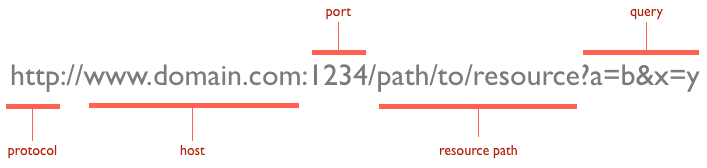 port query
http://www.domain.com:1234/path/to/resource?a=b&x=y
protocol host resource path